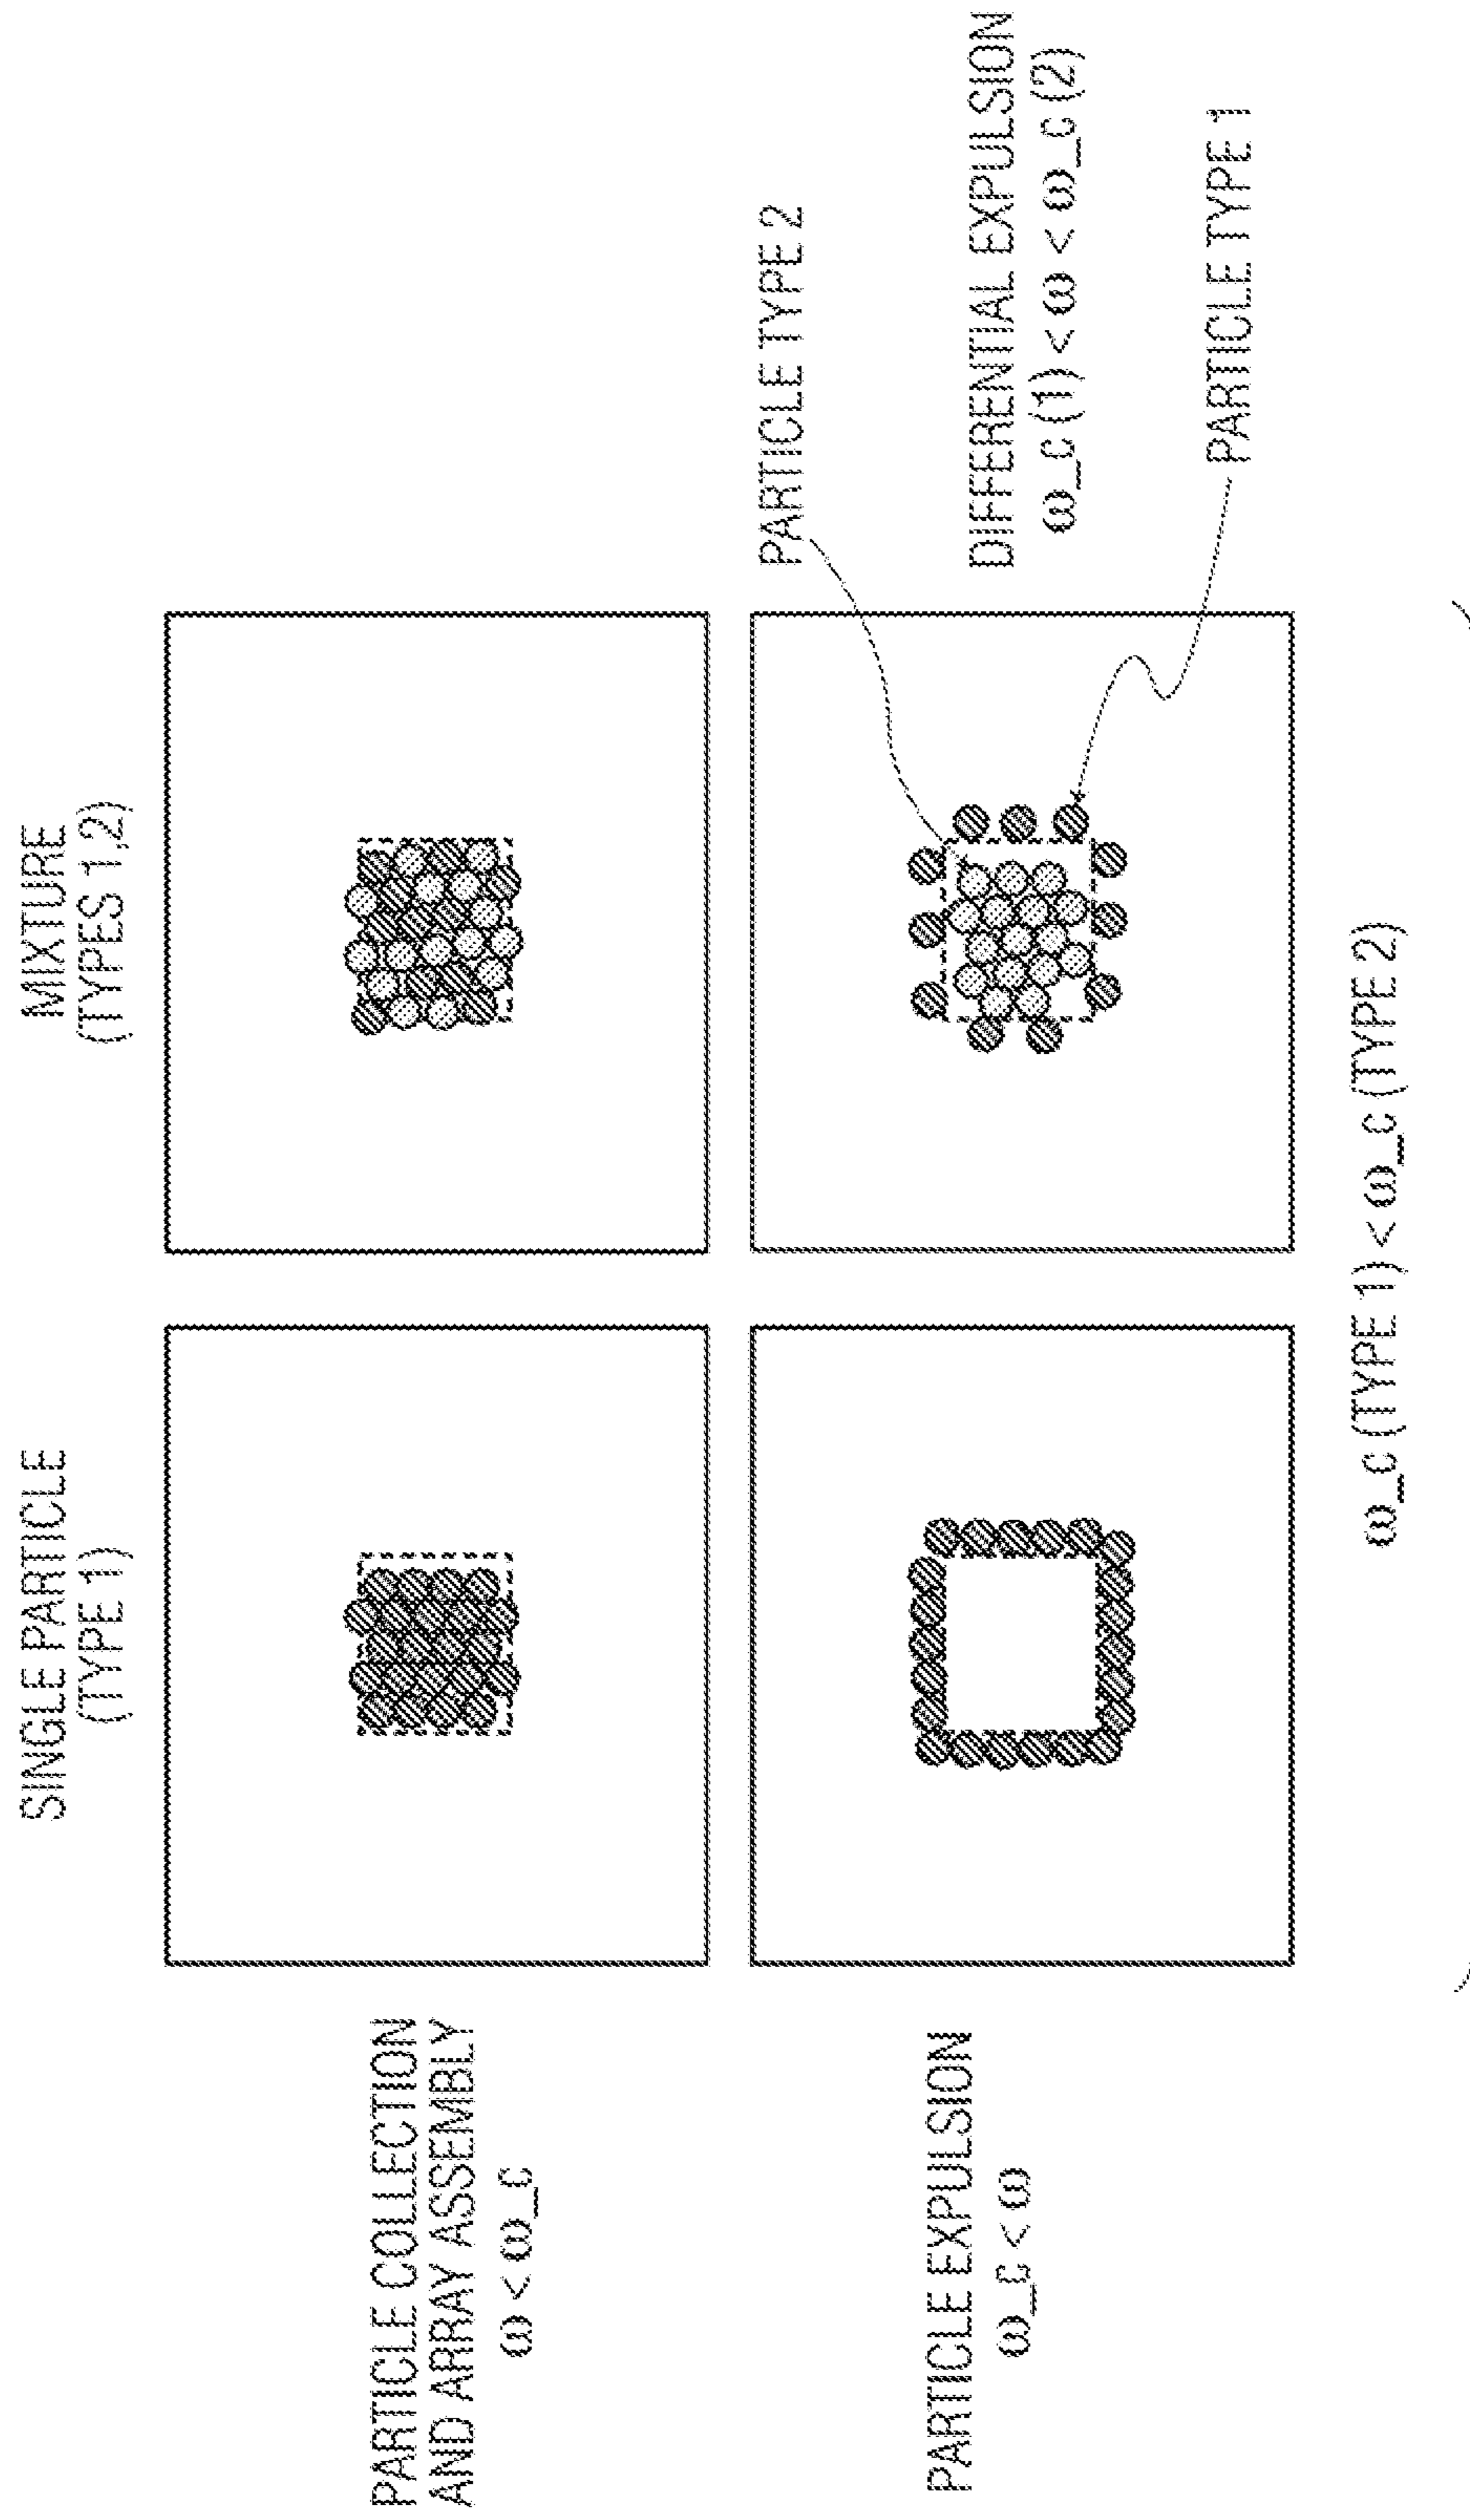 SINGLE PARTICLE
(TYPE 1)
MIXTURE
(TYPES 1,2)
PARTICLE COLLECTION
AND ARRAY ASSEMBLY
ω < ω_c
PARTICLE TYPE 2
PARTICLE EXPULSION
ω_c < ω
DIFFERENTIAL EXPULSION
ω_c (1) < ω < ω_c (2)
PARTICLE TYPE 1
ω_c (TYPE 1) < ω_c (TYPE 2)